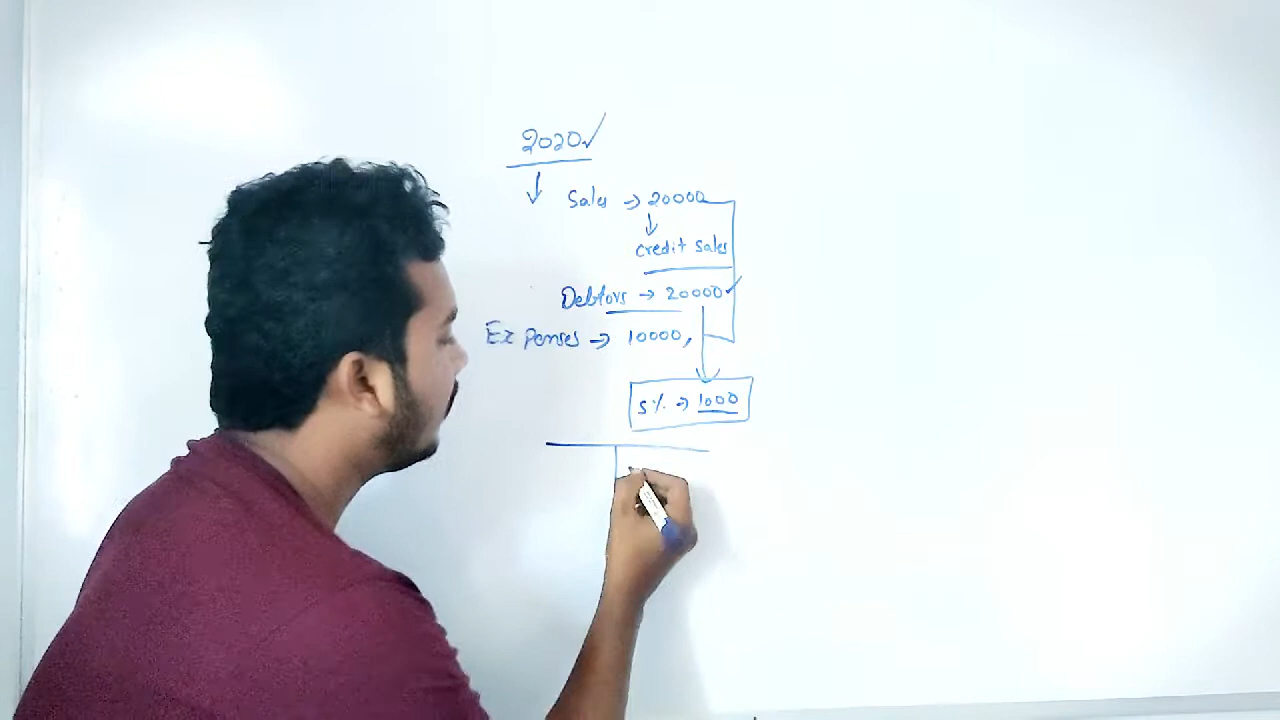 2020✓
↓ Sales → 20000
↓
credit sales
Debtors → 20000 ✓
Expenses → 10000,
5% → 1000